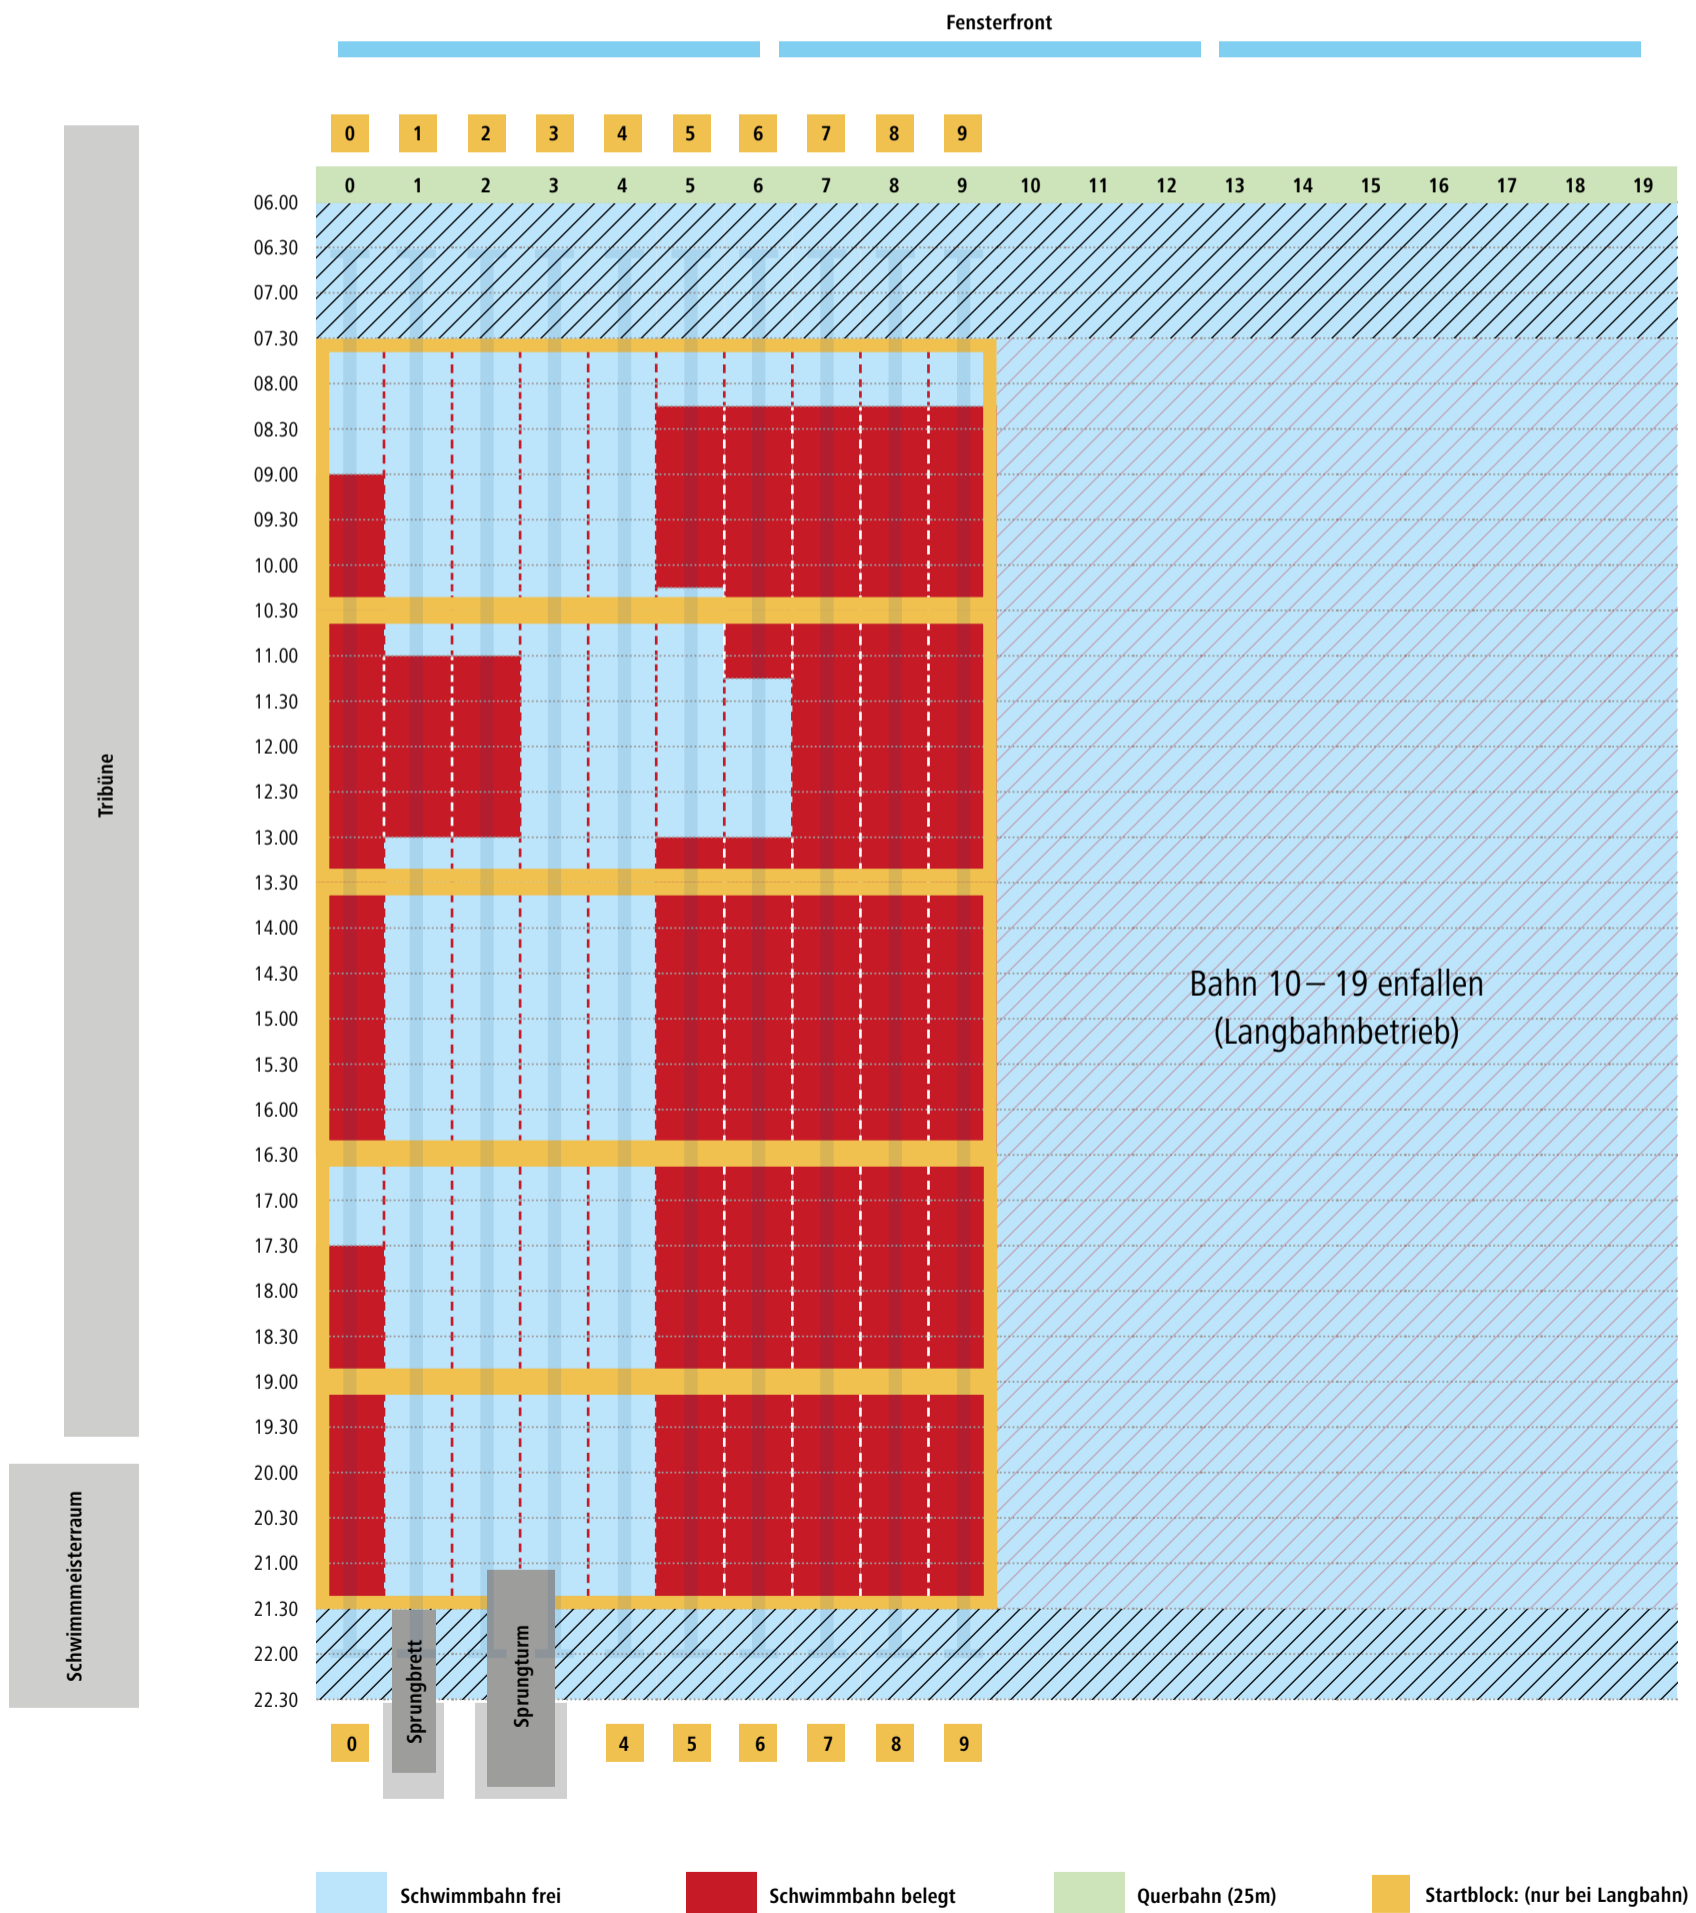 Fensterfront
0 1 2 3 4 5 6 7 8 9
0 1 2 3 4 5 6 7 8 9 10 11 12 13 14 15 16 17 18 19
06.00
06.30
07.00
07.30
08.00
08.30
09.00
09.30
10.00
10.30
11.00
11.30
12.00
12.30
13.00
13.30
14.00
14.30
15.00
15.30
16.00
16.30
17.00
17.30
18.00
18.30
19.00
19.30
20.00
20.30
21.00
21.30
22.00
22.30
Tribüne
Schwimmmeisterraum
Bahn 10 – 19 enfallen
(Langbahnbetrieb)
Sprungbrett
Sprungturm
0 4 5 6 7 8 9
Schwimmbahn frei
Schwimmbahn belegt
Querbahn (25m)
Startblock: (nur bei Langbahn)